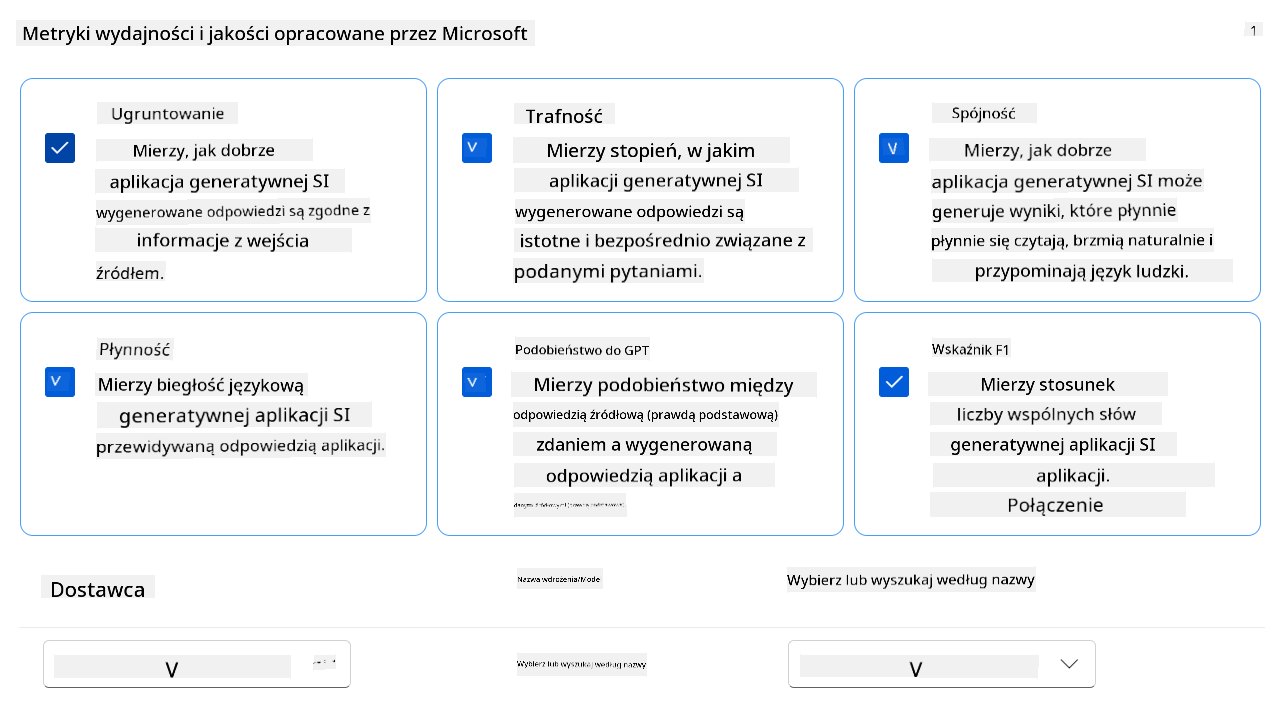 Metryki wydajności i jakości opracowane przez Microsoft
1
Ugruntowanie
Mierzy, jak dobrze
aplikacja generatywnej SI
wygenerowane odpowiedzi są zgodne z
informacje z wejścia
źródłem.
Trafność
V
Mierzy stopień, w jakim
aplikacji generatywnej SI
wygenerowane odpowiedzi są
istotne i bezpośrednio związane z
podanymi pytaniami.
Spójność
V
Mierzy, jak dobrze
aplikacja generatywnej SI może
generuje wyniki, które płynnie
płynnie się czytają, brzmią naturalnie i
przypominają język ludzki.
Płynność
V
Mierzy biegłość językową
generatywnej aplikacji SI
przewidywaną odpowiedzią aplikacji.
Podobieństwo do GPT
V
Mierzy podobieństwo między
odpowiedzią źródłową (prawdą podstawową)
zdaniem a wygenerowaną
odpowiedzią aplikacji a
danymi źródłowymi (prawdą podstawową).
Wskaźnik F1
Mierzy stosunek
liczby wspólnych słów
generatywnej aplikacji SI
aplikacji.
Połączenie
Dostawca
Nazwa wdrożenia/Mode
Wybierz lub wyszukaj według nazwy
V
Wybierz lub wyszukaj według nazwy
V